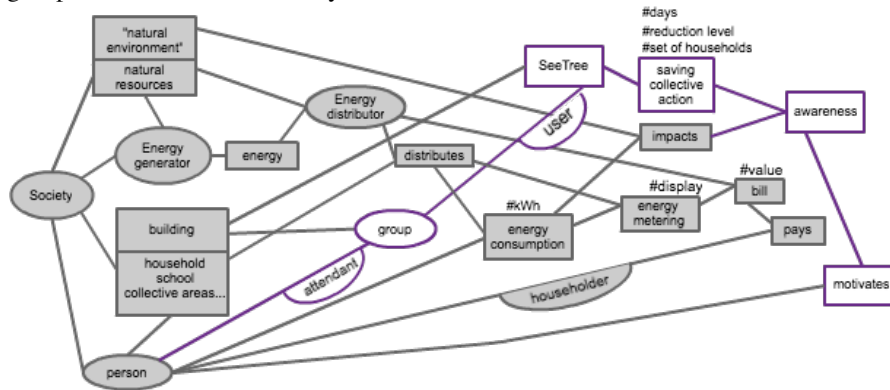 #days
#reduction level
#set of households
"natural
environment"
natural
resources
SeeTree
saving
collective
action
awareness
Energy
distributor
user
impacts
Energy
generator
energy
distributes
#value
bill
Society
#display
energy
metering
#kWh
energy
consumption
pays
building
group
household
school
collective areas...
attendant
householder
motivates
person